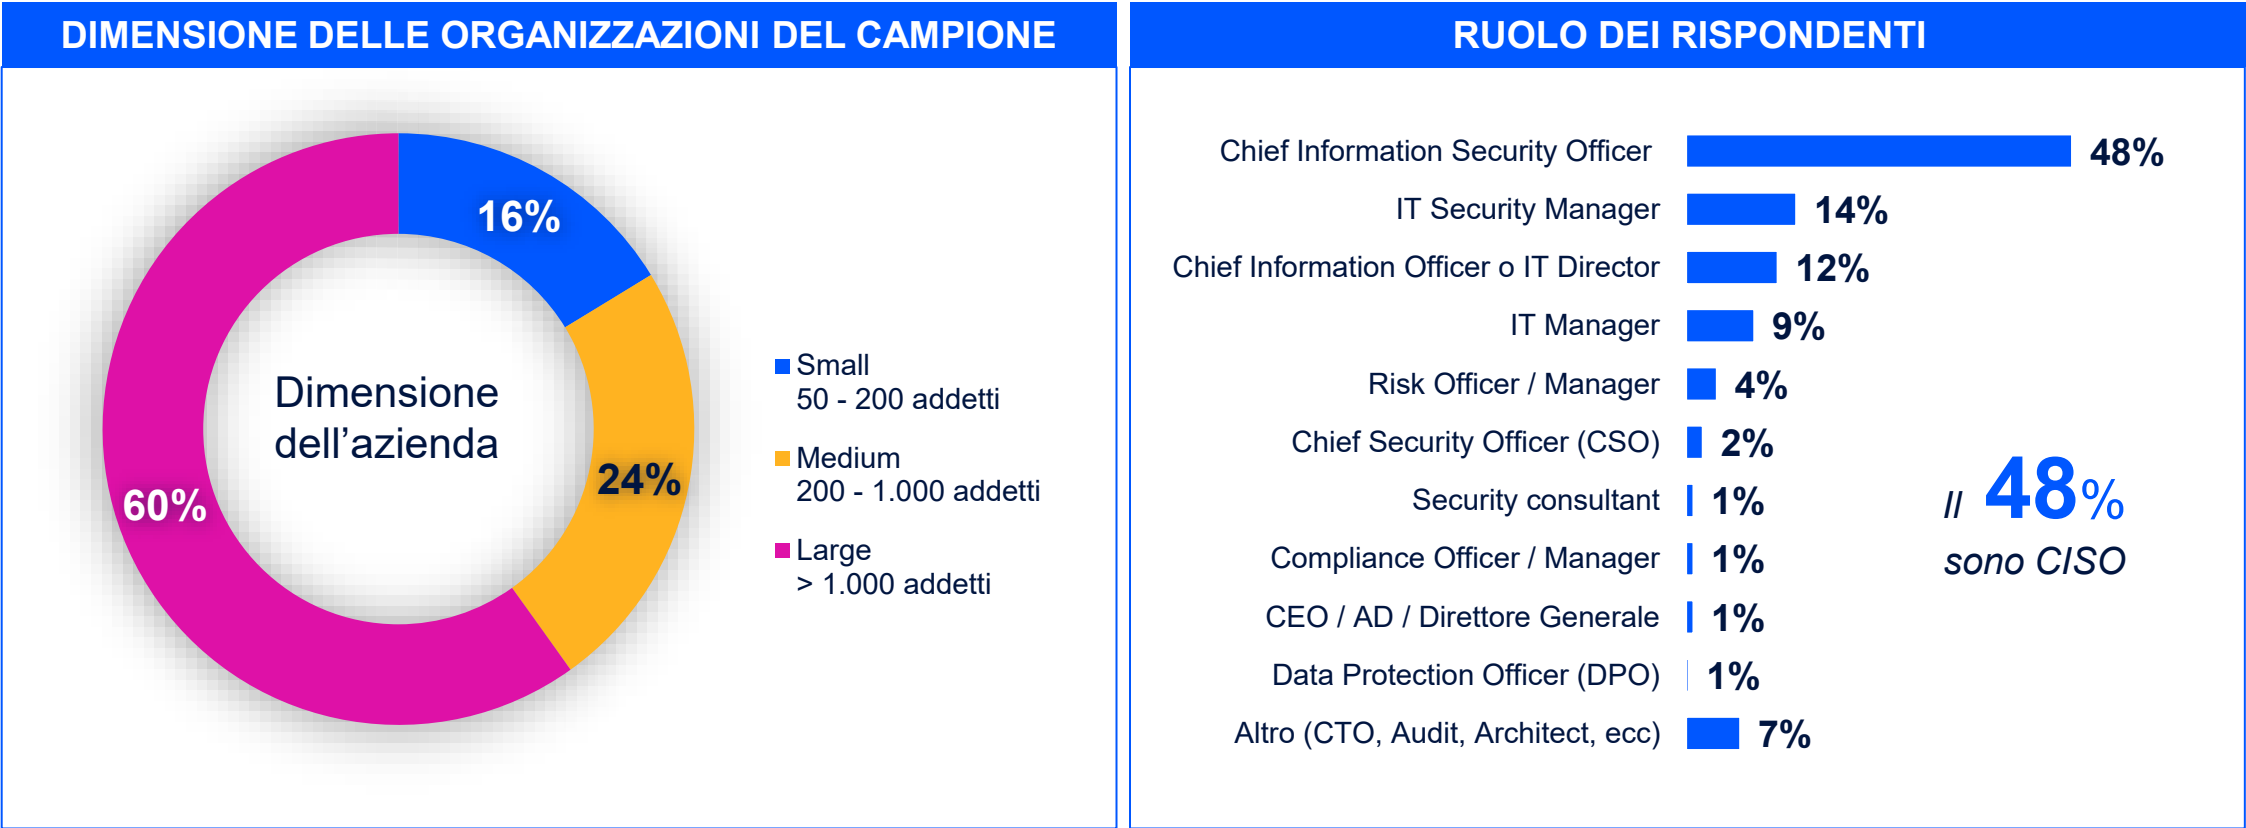 DIMENSIONE DELLE ORGANIZZAZIONI DEL CAMPIONE
16%
24%
60%
Dimensione
dell’azienda
Small
50 - 200 addetti
Medium
200 - 1.000 addetti
Large
> 1.000 addetti
RUOLO DEI RISPONDENTI
Chief Information Security Officer 48%
IT Security Manager 14%
Chief Information Officer o IT Director 12%
IT Manager 9%
Risk Officer / Manager 4%
Chief Security Officer (CSO) 2%
Security consultant 1%
Compliance Officer / Manager 1%
CEO / AD / Direttore Generale 1%
Data Protection Officer (DPO) 1%
Altro (CTO, Audit, Architect, ecc) 7%
Il 48%
sono CISO